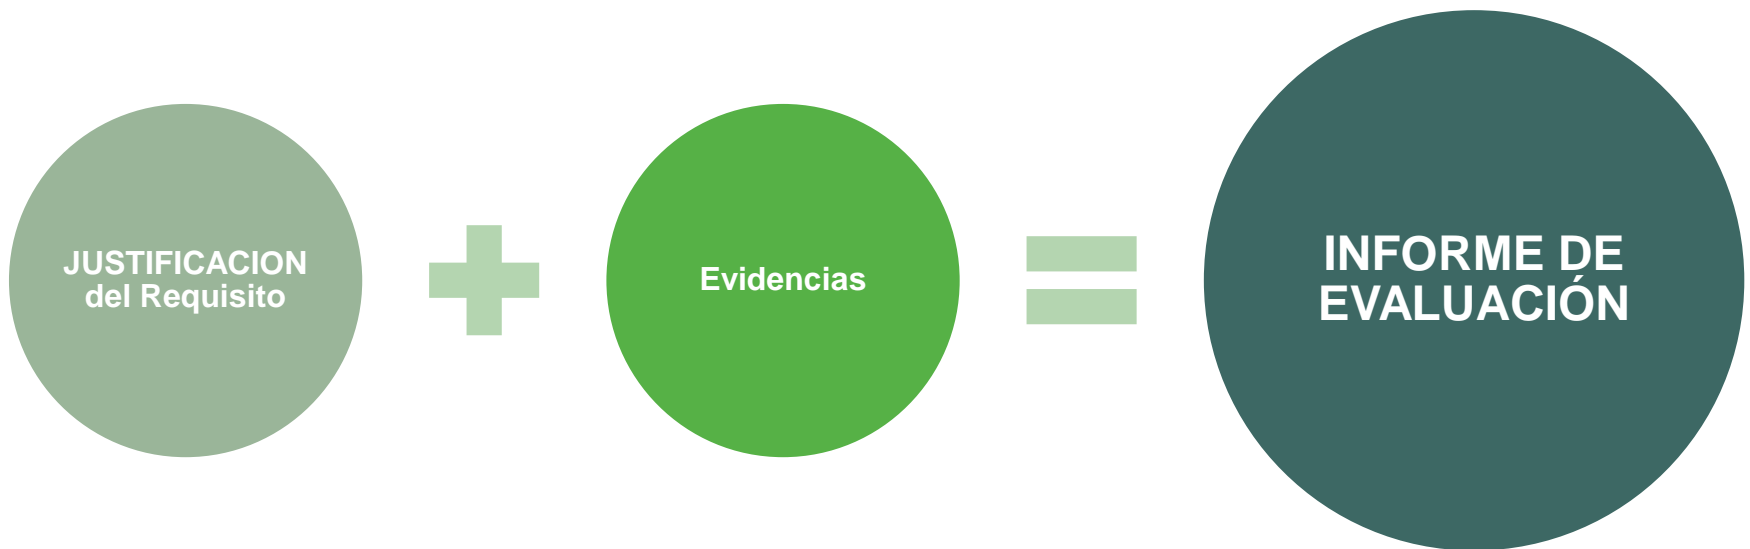 JUSTIFICACION
del Requisito
Evidencias
INFORME DE
EVALUACIÓN